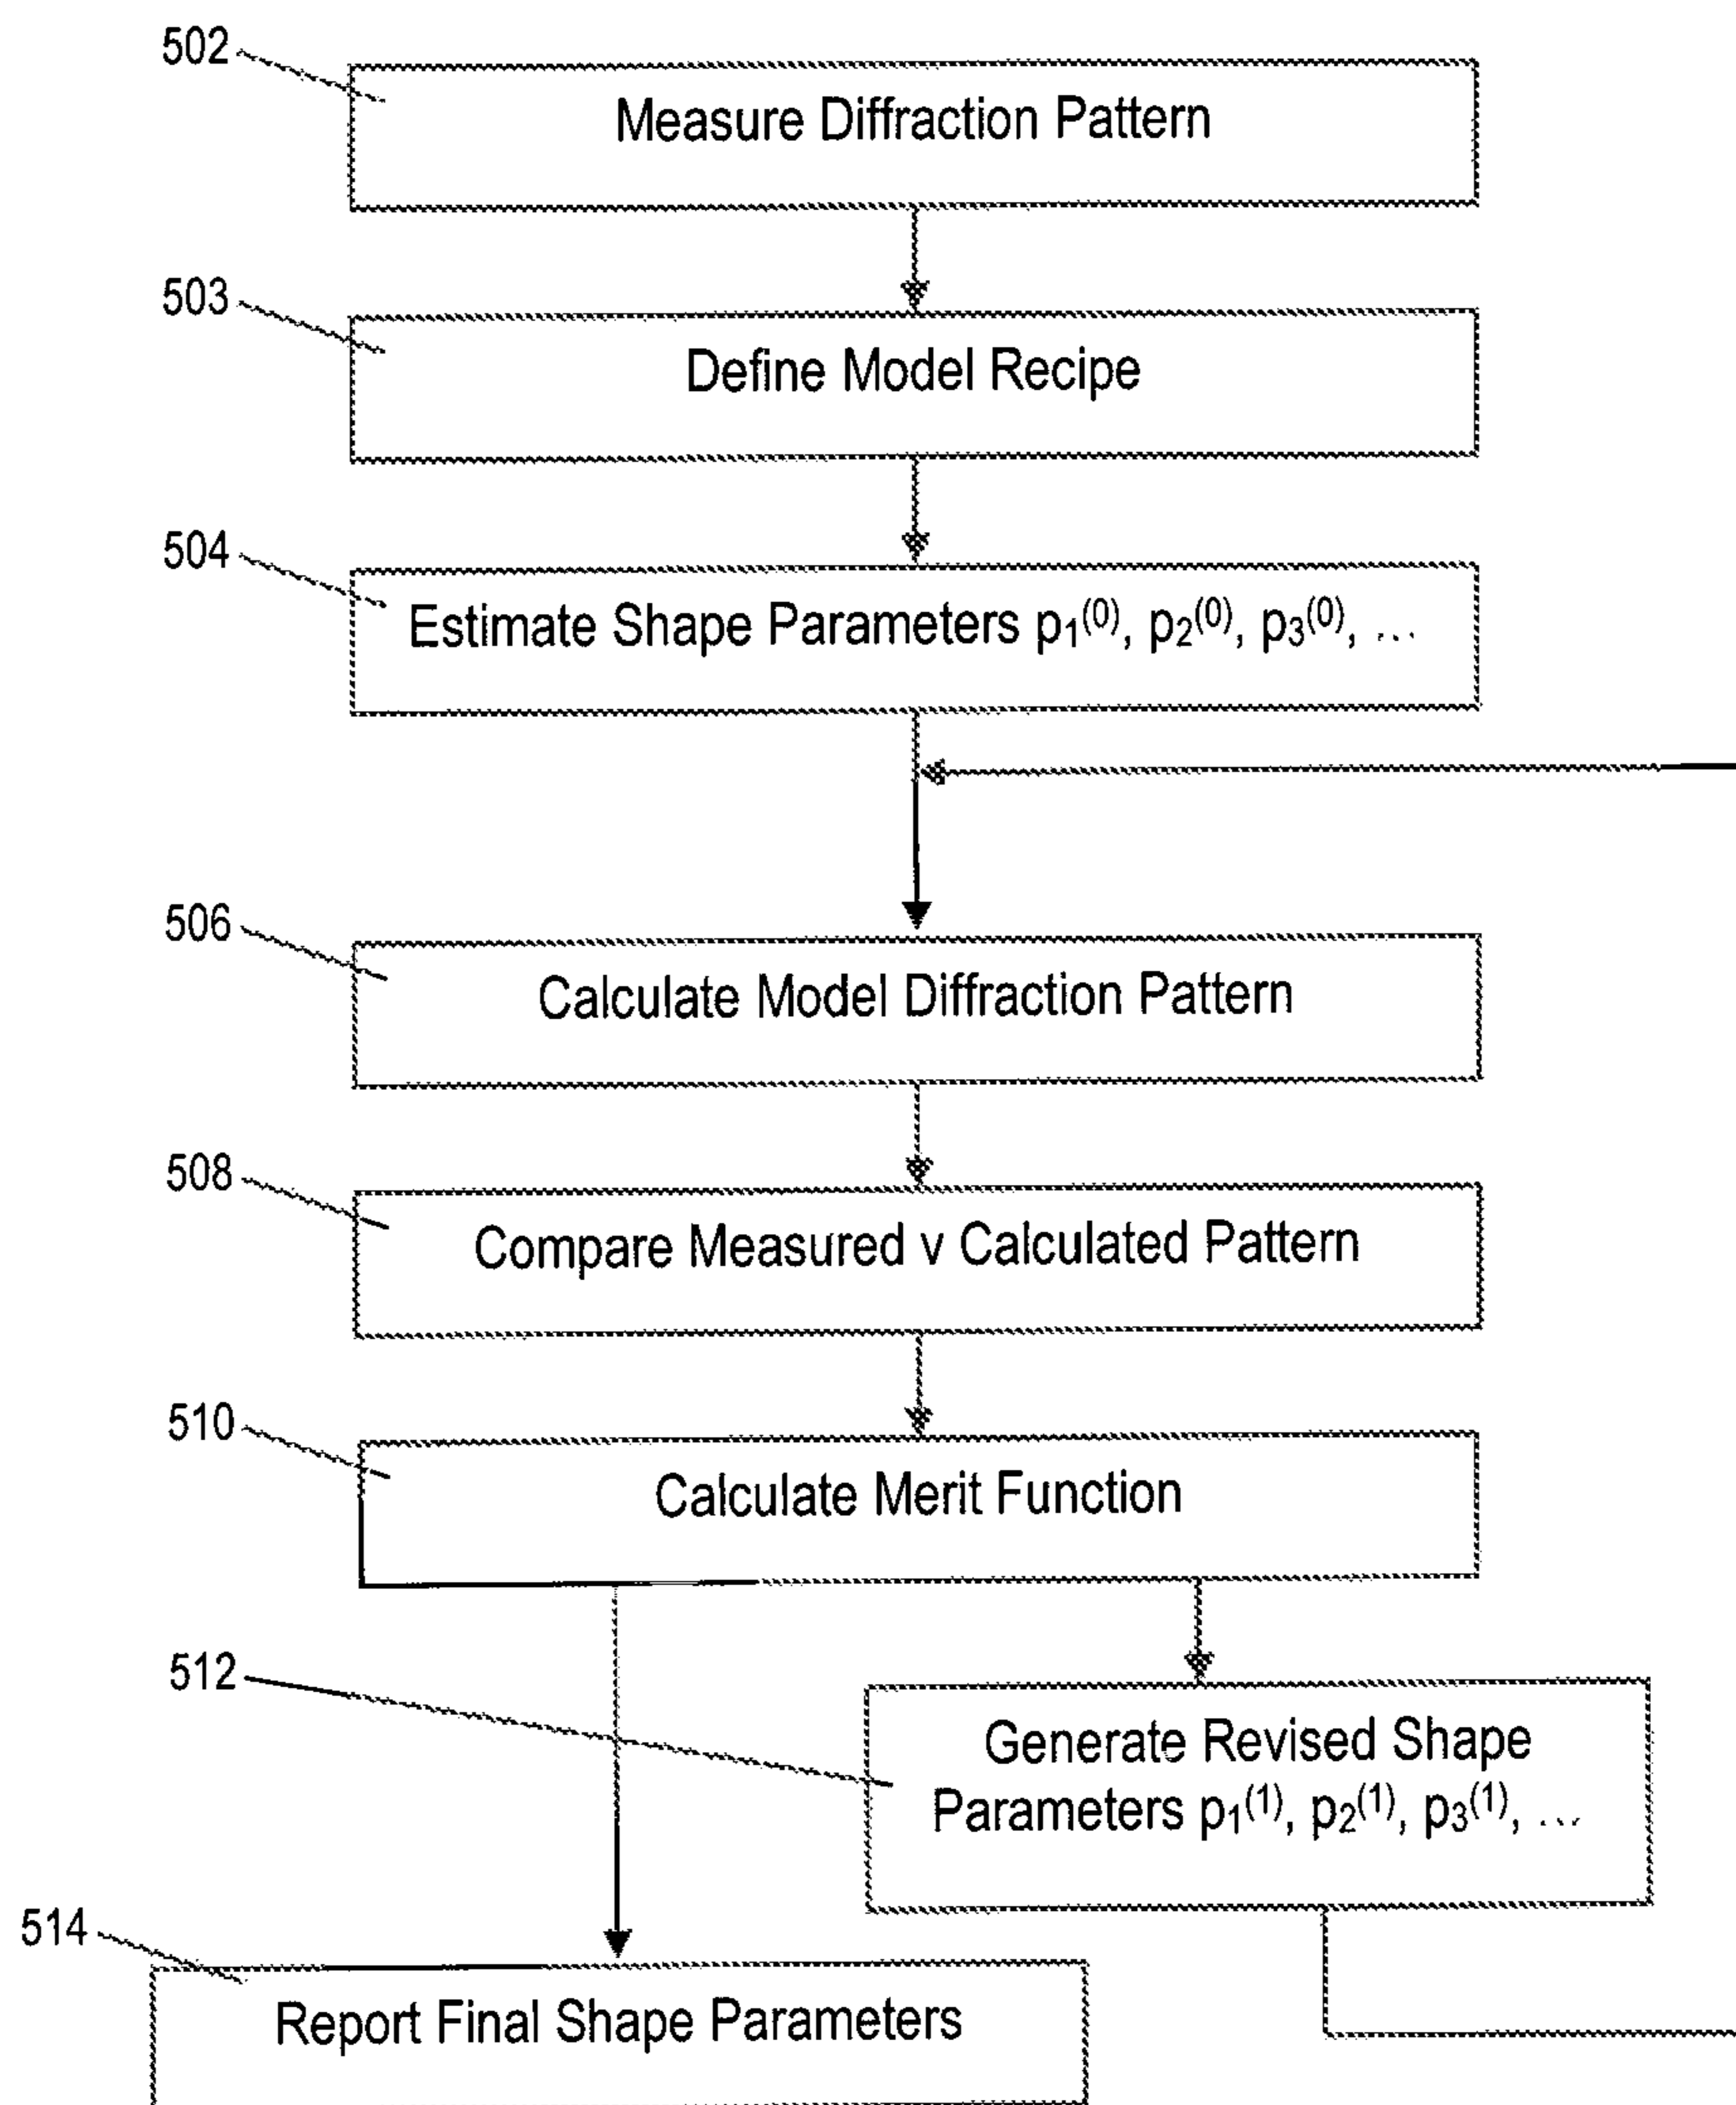 502
Measure Diffraction Pattern
503
Define Model Recipe
504
Estimate Shape Parameters p₁⁽⁰⁾, p₂⁽⁰⁾, p₃⁽⁰⁾, ...
506
Calculate Model Diffraction Pattern
508
Compare Measured v Calculated Pattern
510
Calculate Merit Function
512
Generate Revised Shape
Parameters p₁⁽¹⁾, p₂⁽¹⁾, p₃⁽¹⁾, ...
514
Report Final Shape Parameters